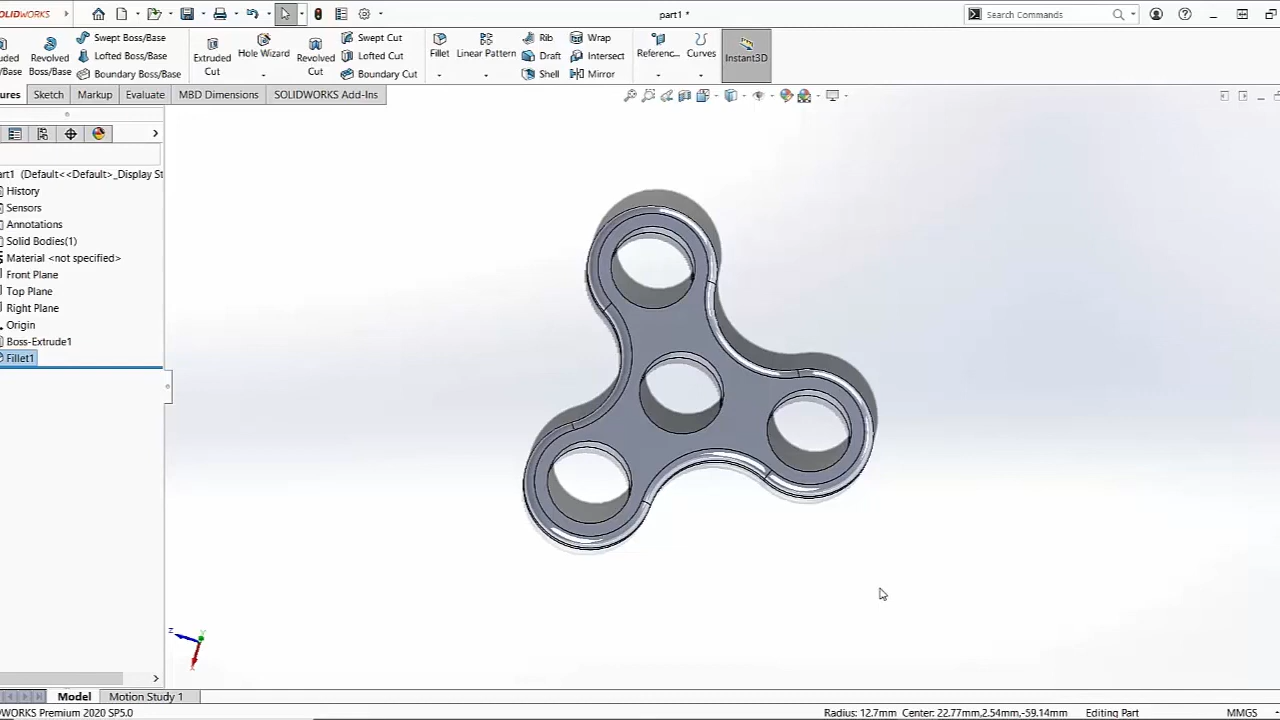 SOLIDWORKS
part1 *
Search Commands
Swept Boss/Base
Lofted Boss/Base
Boundary Boss/Base
Revolved
Boss/Base
Extruded
Cut
Hole Wizard
Revolved
Cut
Swept Cut
Lofted Cut
Boundary Cut
Fillet
Linear Pattern
Rib
Draft
Shell
Wrap
Intersect
Mirror
Referenc...
Curves
Instant3D
ures
Sketch
Markup
Evaluate
MBD Dimensions
SOLIDWORKS Add-Ins
art1 (Default<<Default>_Display St
History
Sensors
Annotations
Solid Bodies(1)
Material <not specified>
Front Plane
Top Plane
Right Plane
Origin
Boss-Extrude1
Fillet1
Z
Y
X
Model
Motion Study 1
WORKS Premium 2020 SP5.0
Radius: 12.7mm Center: 22.77mm,2.54mm,-59.14mm
Editing Part
MMGS